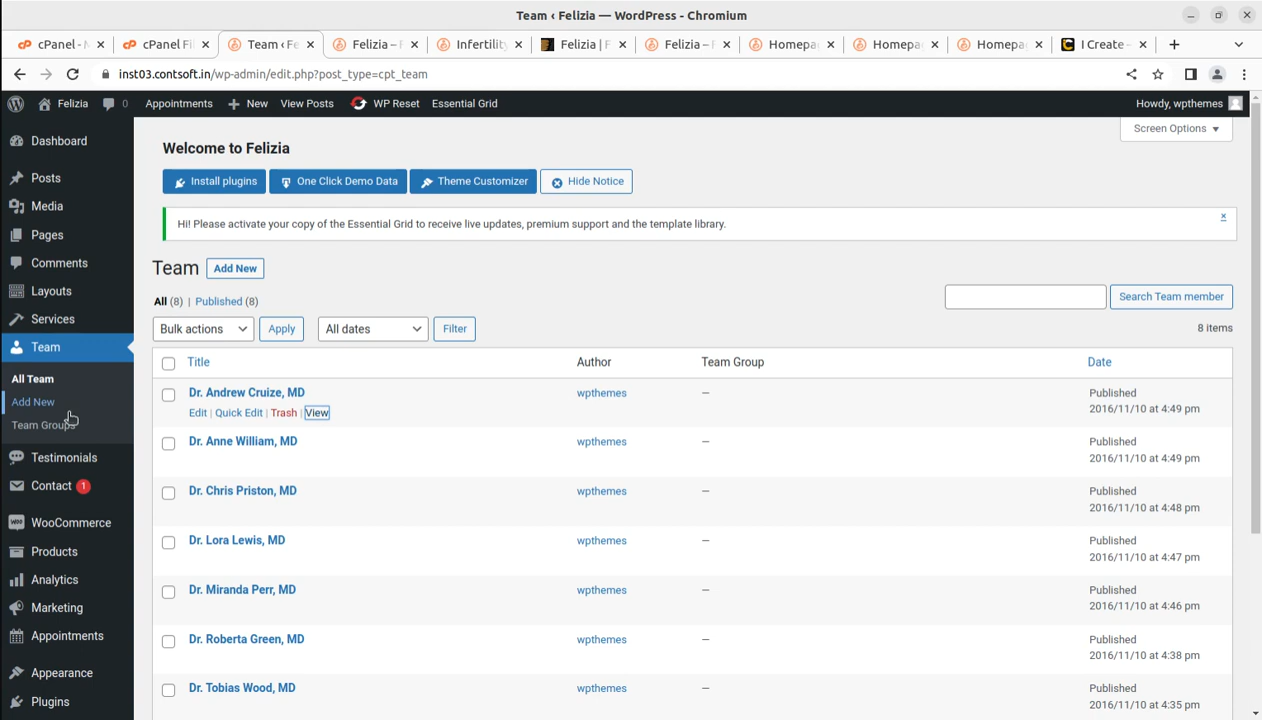 Team ‹ Felizia — WordPress - Chromium
cPanel - M
cPanel Fi
Team ‹ Fe
Felizia – F
Infertility
Felizia | F
Felizia – F
Homepa
Homepa
Homepa
I Create -
inst03.contsoft.in/wp-admin/edit.php?post_type=cpt_team
Felizia 0 Appointments New View Posts WP Reset Essential Grid Howdy, wpthemes
Screen Options
Dashboard
Posts
Media
Pages
Comments
Layouts
Services
Team
All Team
Add New
Team Groups
Testimonials
Contact 1
WooCommerce
Products
Analytics
Marketing
Appointments
Appearance
Plugins
Welcome to Felizia
Install plugins One Click Demo Data Theme Customizer Hide Notice
Hi! Please activate your copy of the Essential Grid to receive live updates, premium support and the template library.
Team Add New
All (8) | Published (8)
Search Team member
Bulk actions Apply All dates Filter 8 items
Title Author Team Group Date
Dr. Andrew Cruize, MD wpthemes — Published
Edit | Quick Edit | Trash | View 2016/11/10 at 4:49 pm
Dr. Anne William, MD wpthemes — Published
2016/11/10 at 4:49 pm
Dr. Chris Priston, MD wpthemes — Published
2016/11/10 at 4:48 pm
Dr. Lora Lewis, MD wpthemes — Published
2016/11/10 at 4:47 pm
Dr. Miranda Perr, MD wpthemes — Published
2016/11/10 at 4:46 pm
Dr. Roberta Green, MD wpthemes — Published
2016/11/10 at 4:38 pm
Dr. Tobias Wood, MD wpthemes — Published
2016/11/10 at 4:35 pm